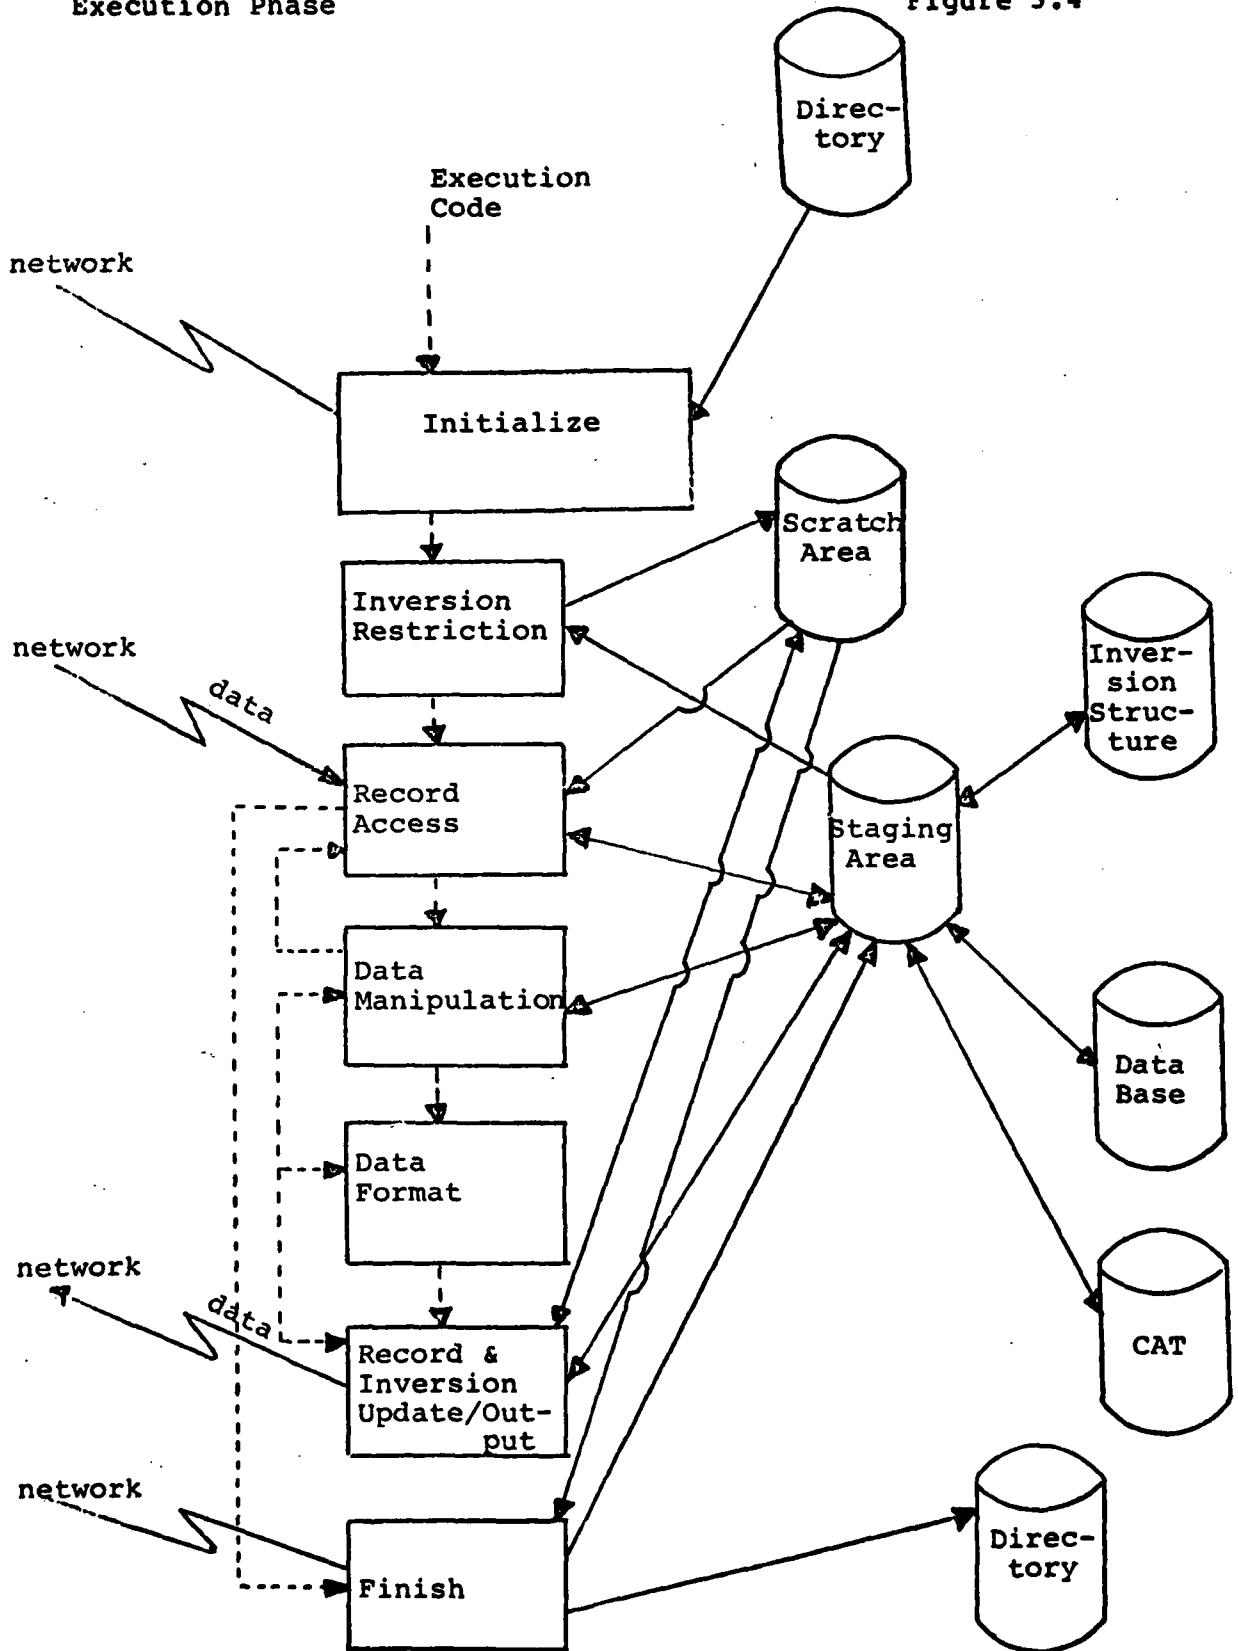 Execution Phase
Figure 5.4
Direc-
tory
Execution
Code
network
Initialize
Scratch
Area
Inversion
Restriction
network
data
Inver-
sion
Struc-
ture
Record
Access
Staging
Area
Data
Manipulation
Data
Base
Data
Format
network
data
Record &
Inversion
Update/Out-
put
CAT
network
Direc-
tory
Finish